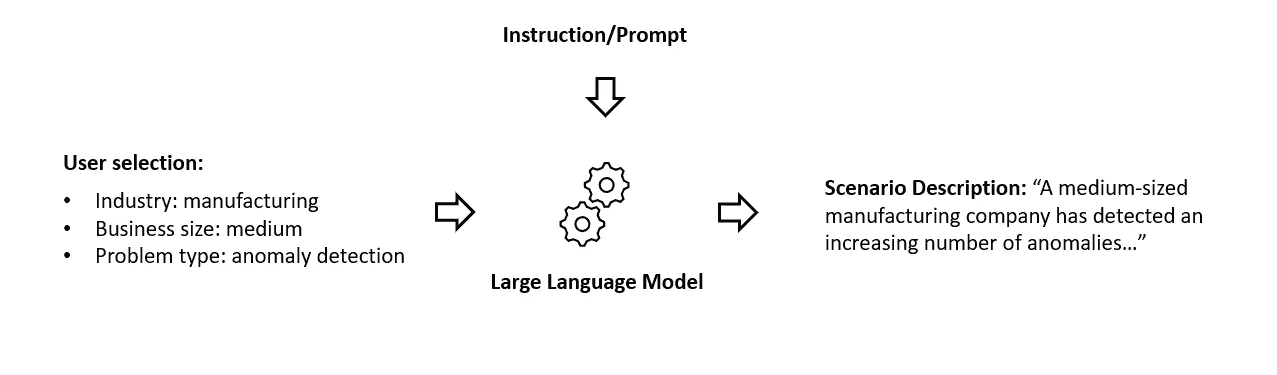 Instruction/Prompt
User selection:
• Industry: manufacturing
• Business size: medium
• Problem type: anomaly detection
Large Language Model
Scenario Description: “A medium-sized
manufacturing company has detected an
increasing number of anomalies…”